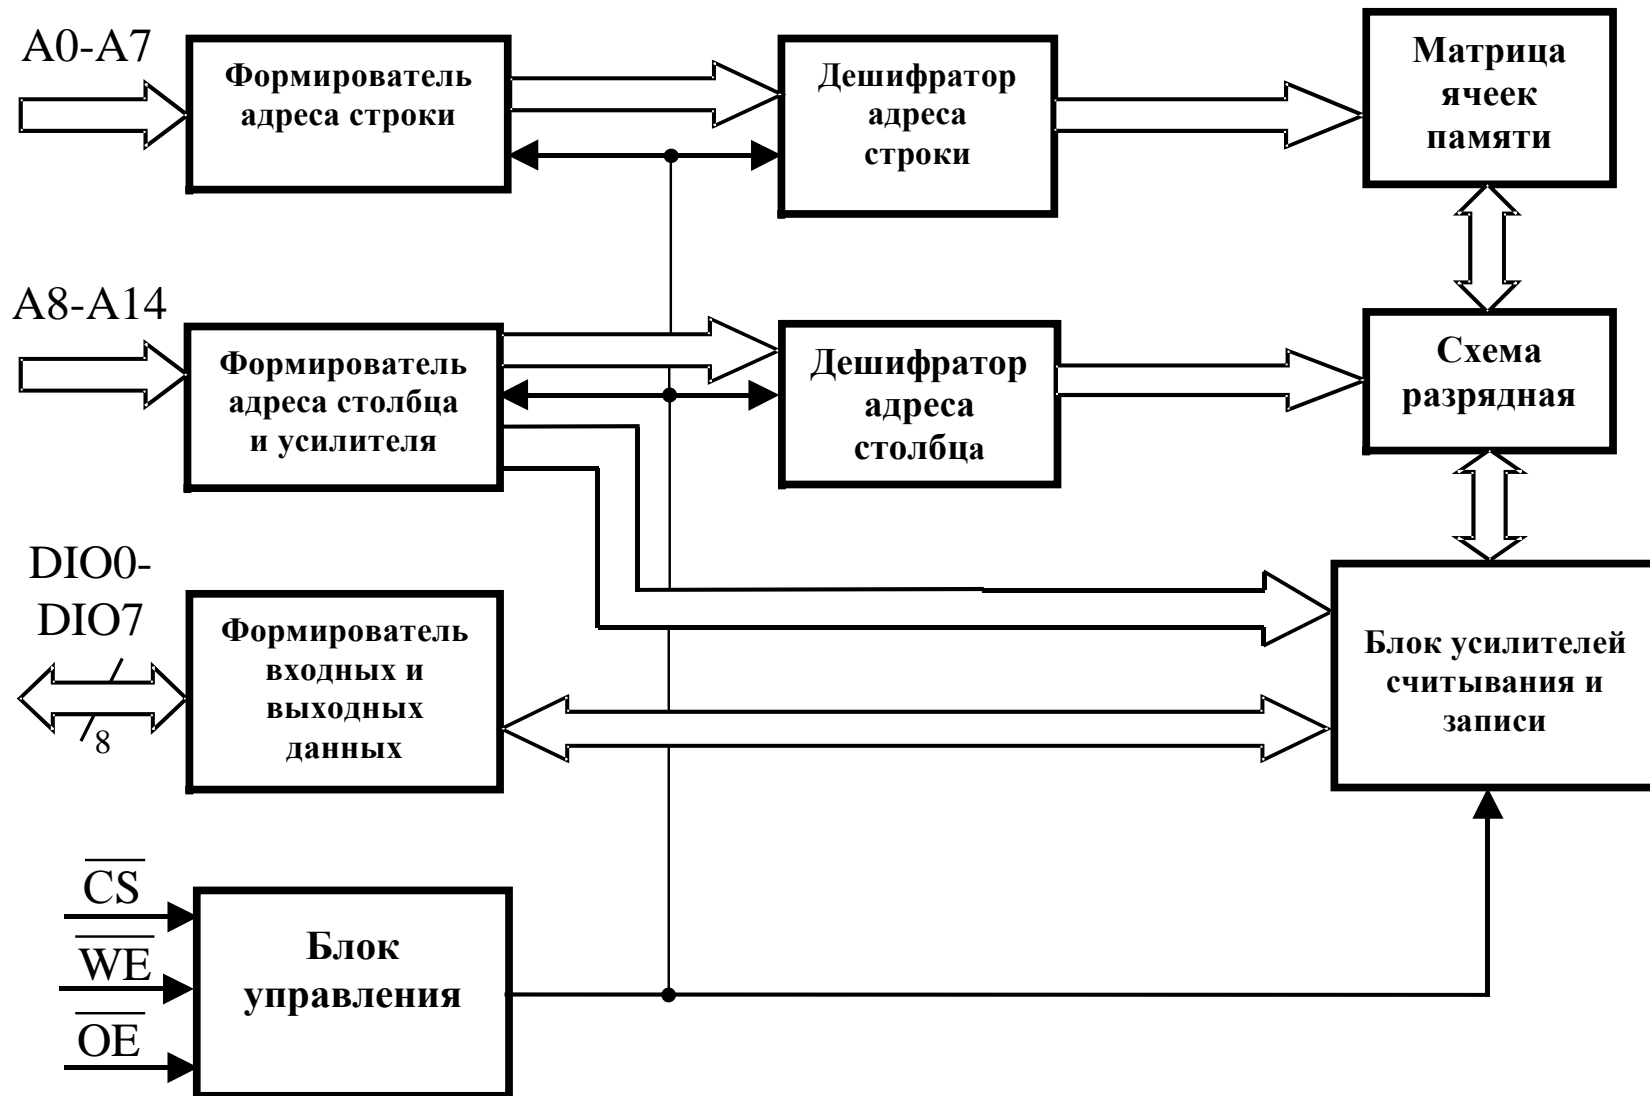 A0-A7
Формирователь
адреса строки
Дешифратор
адреса
строки
Матрица
ячеек
памяти
A8-A14
Формирователь
адреса столбца
и усилителя
Дешифратор
адреса
столбца
Схема
разрядная
DIO0-
DIO7
8
Формирователь
входных и
выходных
данных
Блок усилителей
считывания и
записи
CS
WE
OE
Блок
управления